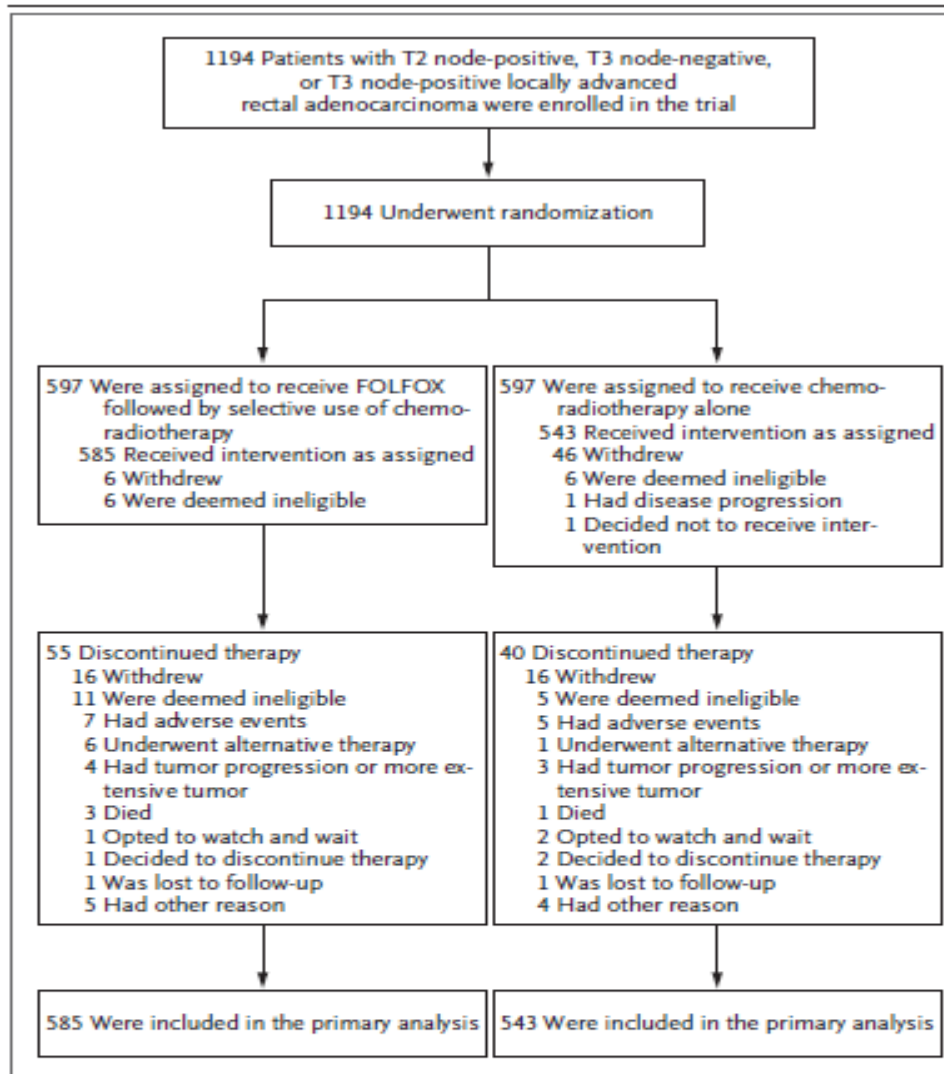 1194 Patients with T2 node-positive, T3 node-negative,
or T3 node-positive locally advanced
rectal adenocarcinoma were enrolled in the trial
1194 Underwent randomization
597 Were assigned to receive FOLFOX
followed by selective use of chemo-
radiotherapy
585 Received intervention as assigned
6 Withdrew
6 Were deemed ineligible
597 Were assigned to receive chemo-
radiotherapy alone
543 Received intervention as assigned
46 Withdrew
6 Were deemed ineligible
1 Had disease progression
1 Decided not to receive inter-
vention
55 Discontinued therapy
16 Withdrew
11 Were deemed ineligible
7 Had adverse events
6 Underwent alternative therapy
4 Had tumor progression or more ex-
tensive tumor
3 Died
1 Opted to watch and wait
1 Decided to discontinue therapy
1 Was lost to follow-up
5 Had other reason
40 Discontinued therapy
16 Withdrew
5 Were deemed ineligible
5 Had adverse events
1 Underwent alternative therapy
3 Had tumor progression or more ex-
tensive tumor
1 Died
2 Opted to watch and wait
2 Decided to discontinue therapy
1 Was lost to follow-up
4 Had other reason
585 Were included in the primary analysis
543 Were included in the primary analysis